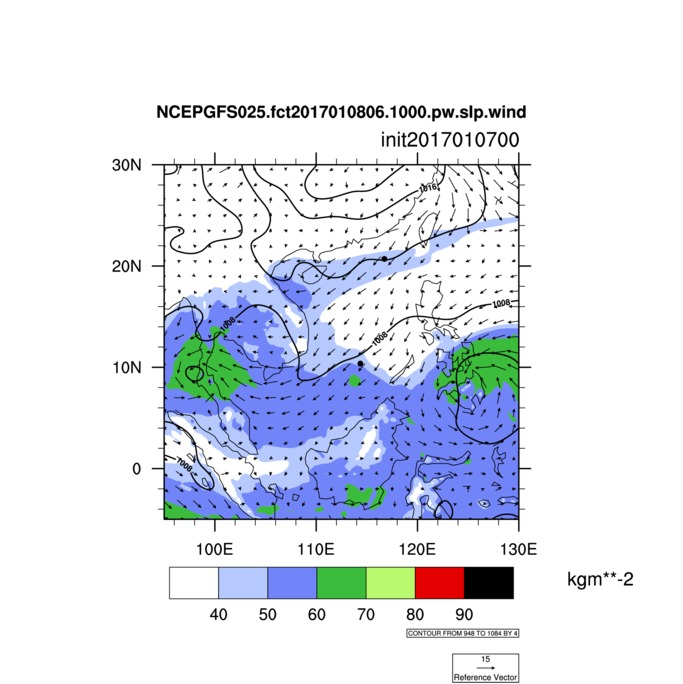 NCEPGFS025.fct2017010806.1000.pw.slp.wind
init2017010700
30N
1016
20N
1008
1008
1008
10N
1008
0
100E 110E 120E 130E
kgm**-2
40 50 60 70 80 90
CONTOUR FROM 948 TO 1084 BY 4
15
Reference Vector